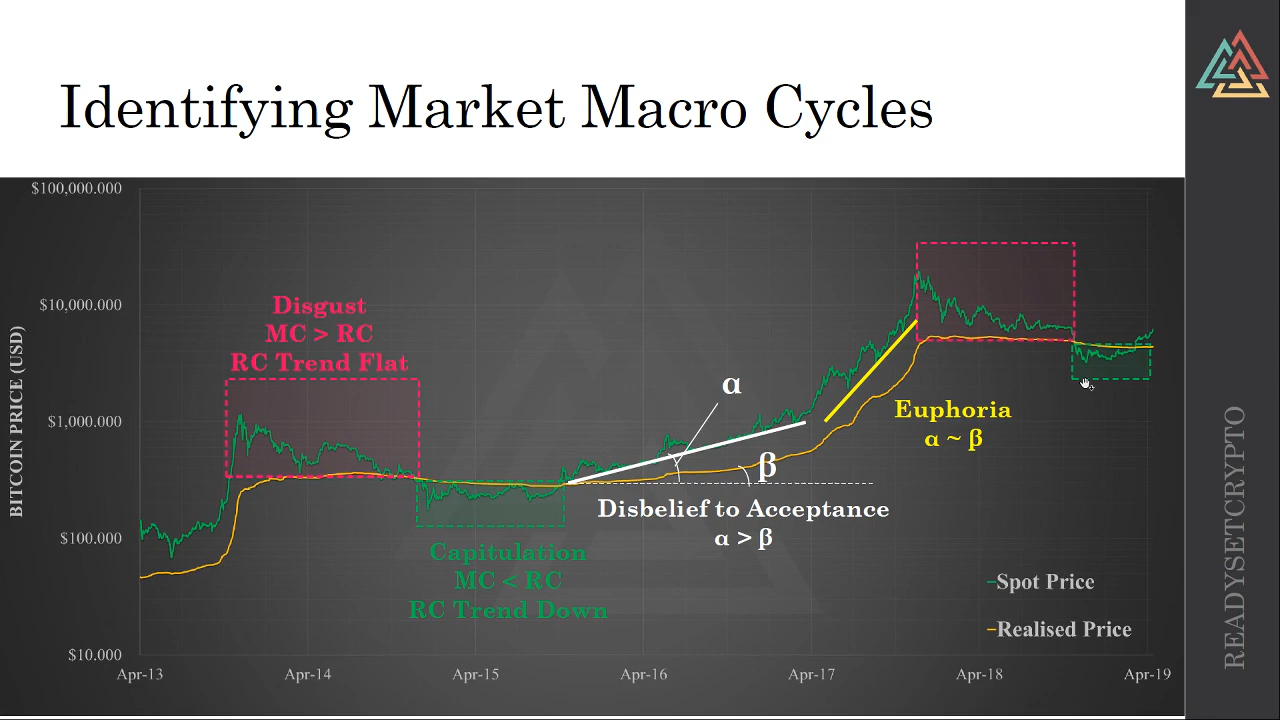 Identifying Market Macro Cycles
$100,000.000
$10,000.000
$1,000.000
$100.000
$10.000
BITCOIN PRICE (USD)
Disgust
MC > RC
RC Trend Flat
Capitulation
MC < RC
RC Trend Down
α
β
Disbelief to Acceptance
α > β
Euphoria
α ~ β
Spot Price
Realised Price
Apr-13
Apr-14
Apr-15
Apr-16
Apr-17
Apr-18
Apr-19
READYSETCRYPTO